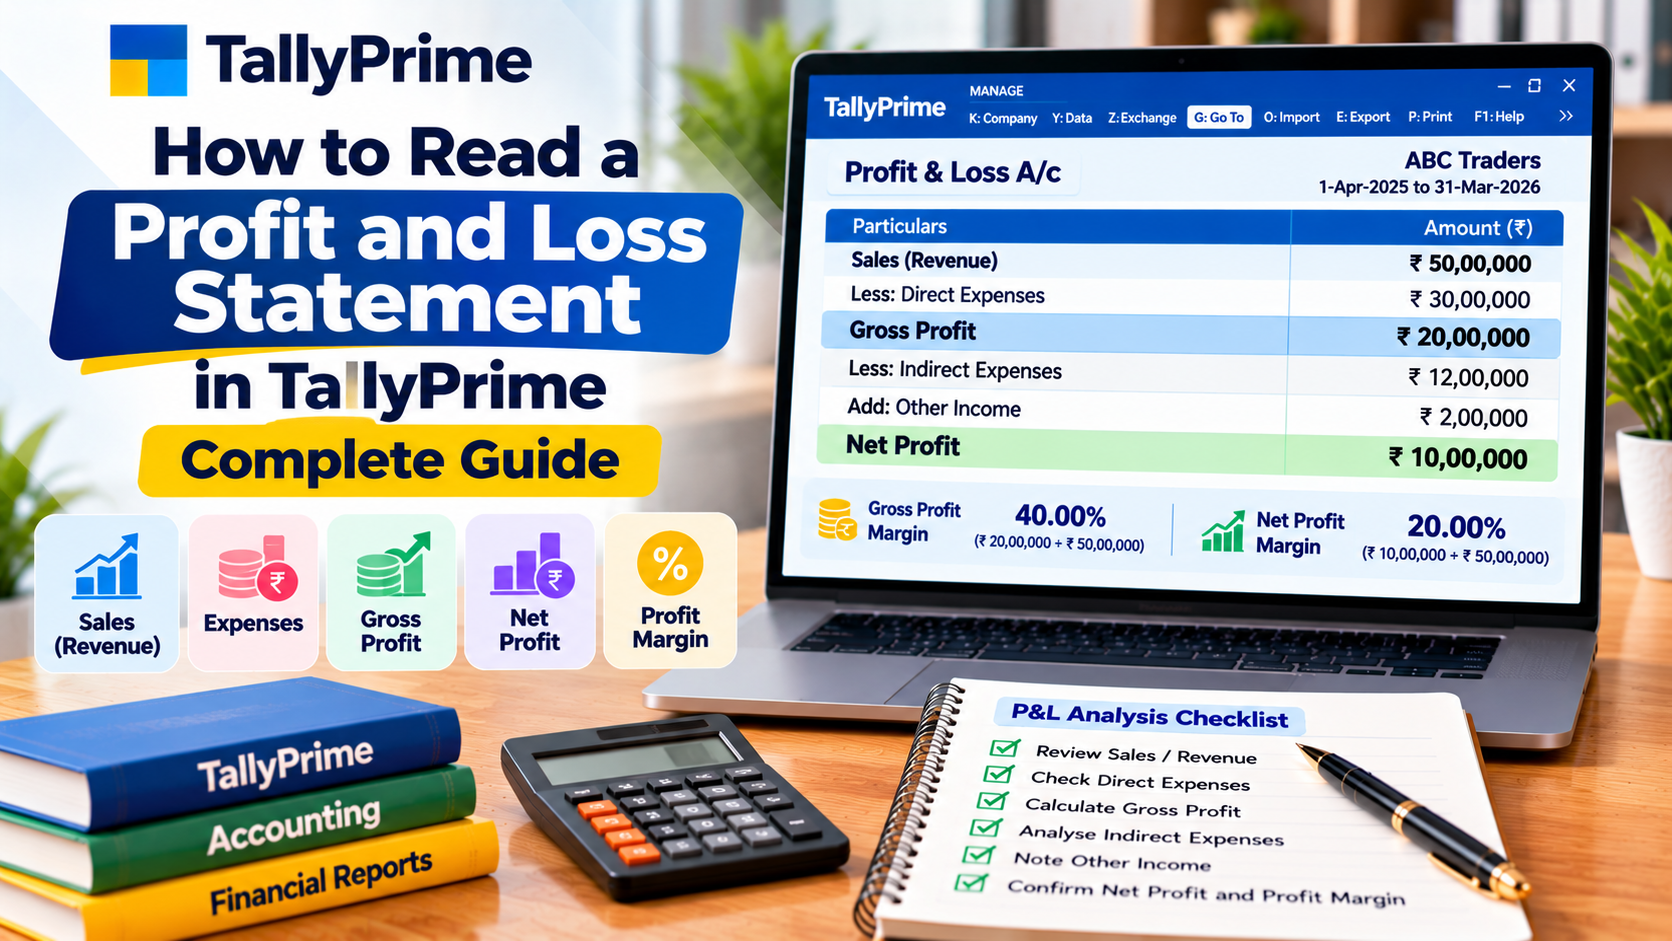 TallyPrime
How to Read a
Profit and Loss
Statement
in TallyPrime
Complete Guide
Sales
(Revenue)
Expenses
Gross
Profit
Net
Profit
%
Profit
Margin
TallyPrime
Accounting
Financial Reports
TallyPrime
MANAGE
K: Company Y: Data Z: Exchange G: Go To O: Import E: Export P: Print F1: Help
Profit & Loss A/c
ABC Traders
1-Apr-2025 to 31-Mar-2026
Particulars Amount (₹)
Sales (Revenue) ₹ 50,00,000
Less: Direct Expenses ₹ 30,00,000
Gross Profit ₹ 20,00,000
Less: Indirect Expenses ₹ 12,00,000
Add: Other Income ₹ 2,00,000
Net Profit ₹ 10,00,000
Gross Profit
Margin
40.00%
(₹ 20,00,000 ÷ ₹ 50,00,000)
Net Profit
Margin
20.00%
(₹ 10,00,000 ÷ ₹ 50,00,000)
P&L Analysis Checklist
Review Sales / Revenue
Check Direct Expenses
Calculate Gross Profit
Analyse Indirect Expenses
Note Other Income
Confirm Net Profit and Profit Margin